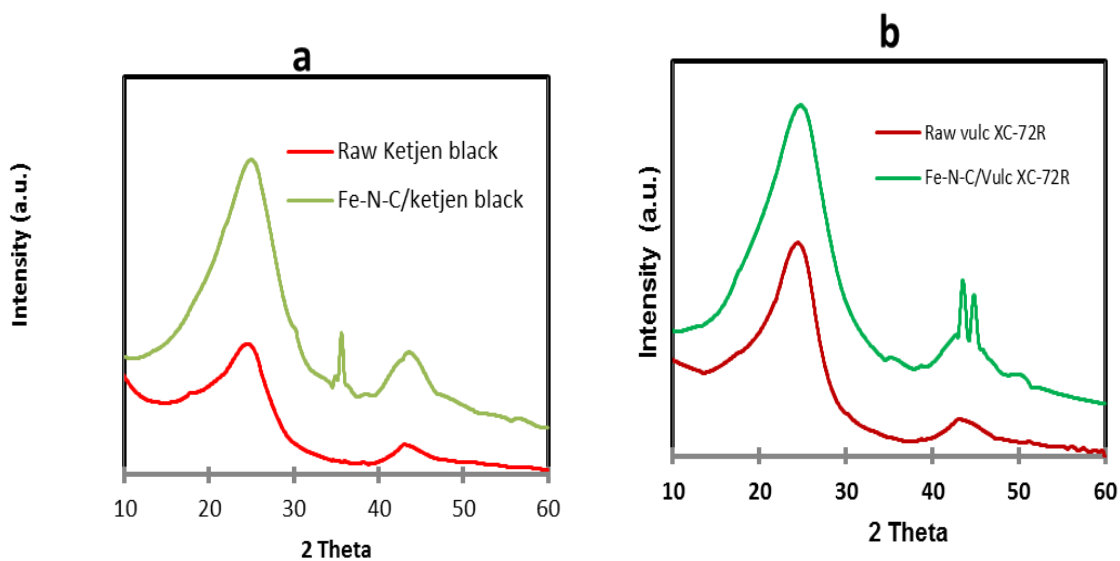 a
Raw Ketjen black
Fe-N-C/ketjen black
Intensity (a.u.)
10 20 30 40 50 60
2 Theta
b
Raw vulc XC-72R
Fe-N-C/Vulc XC-72R
Intensity (a.u.)
10 20 30 40 50 60
2 Theta